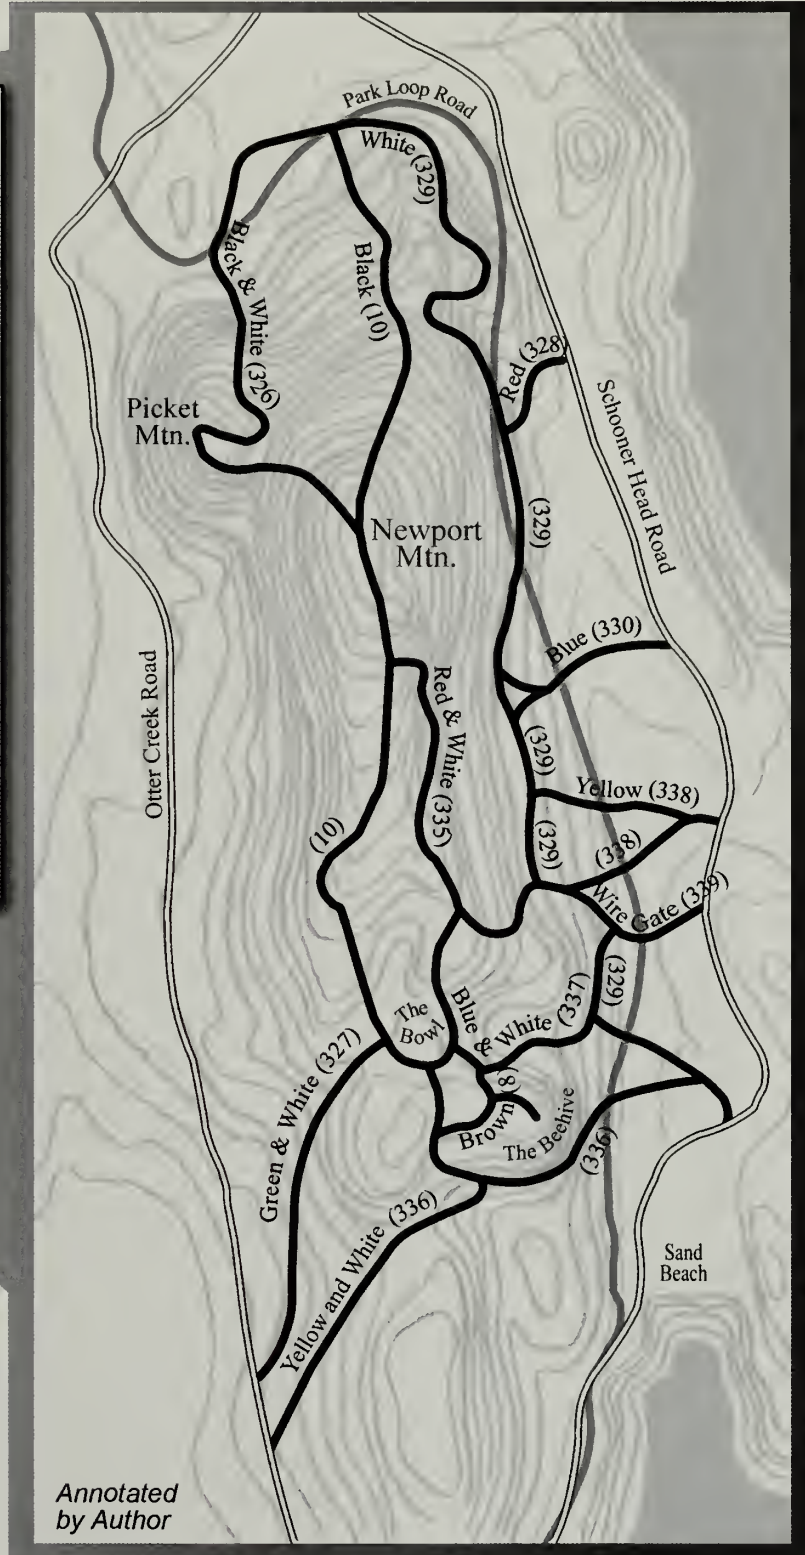 Park Loop Road
White (329)
Black & White (326)
Black (10)
Red (328)
Picket
Mtn.
Schooner Head Road
Newport
Mtn.
(329)
Blue (330)
Otter Creek Road
Red & White (335)
(329)
Yellow (338)
(10)
(329)
(338)
Wire Gate (339)
The
Bowl
Blue & White (337)
(329)
Green & White (327)
Brown (8)
The Beehive
(336)
Yellow and White (336)
Sand
Beach
Annotated
by Author